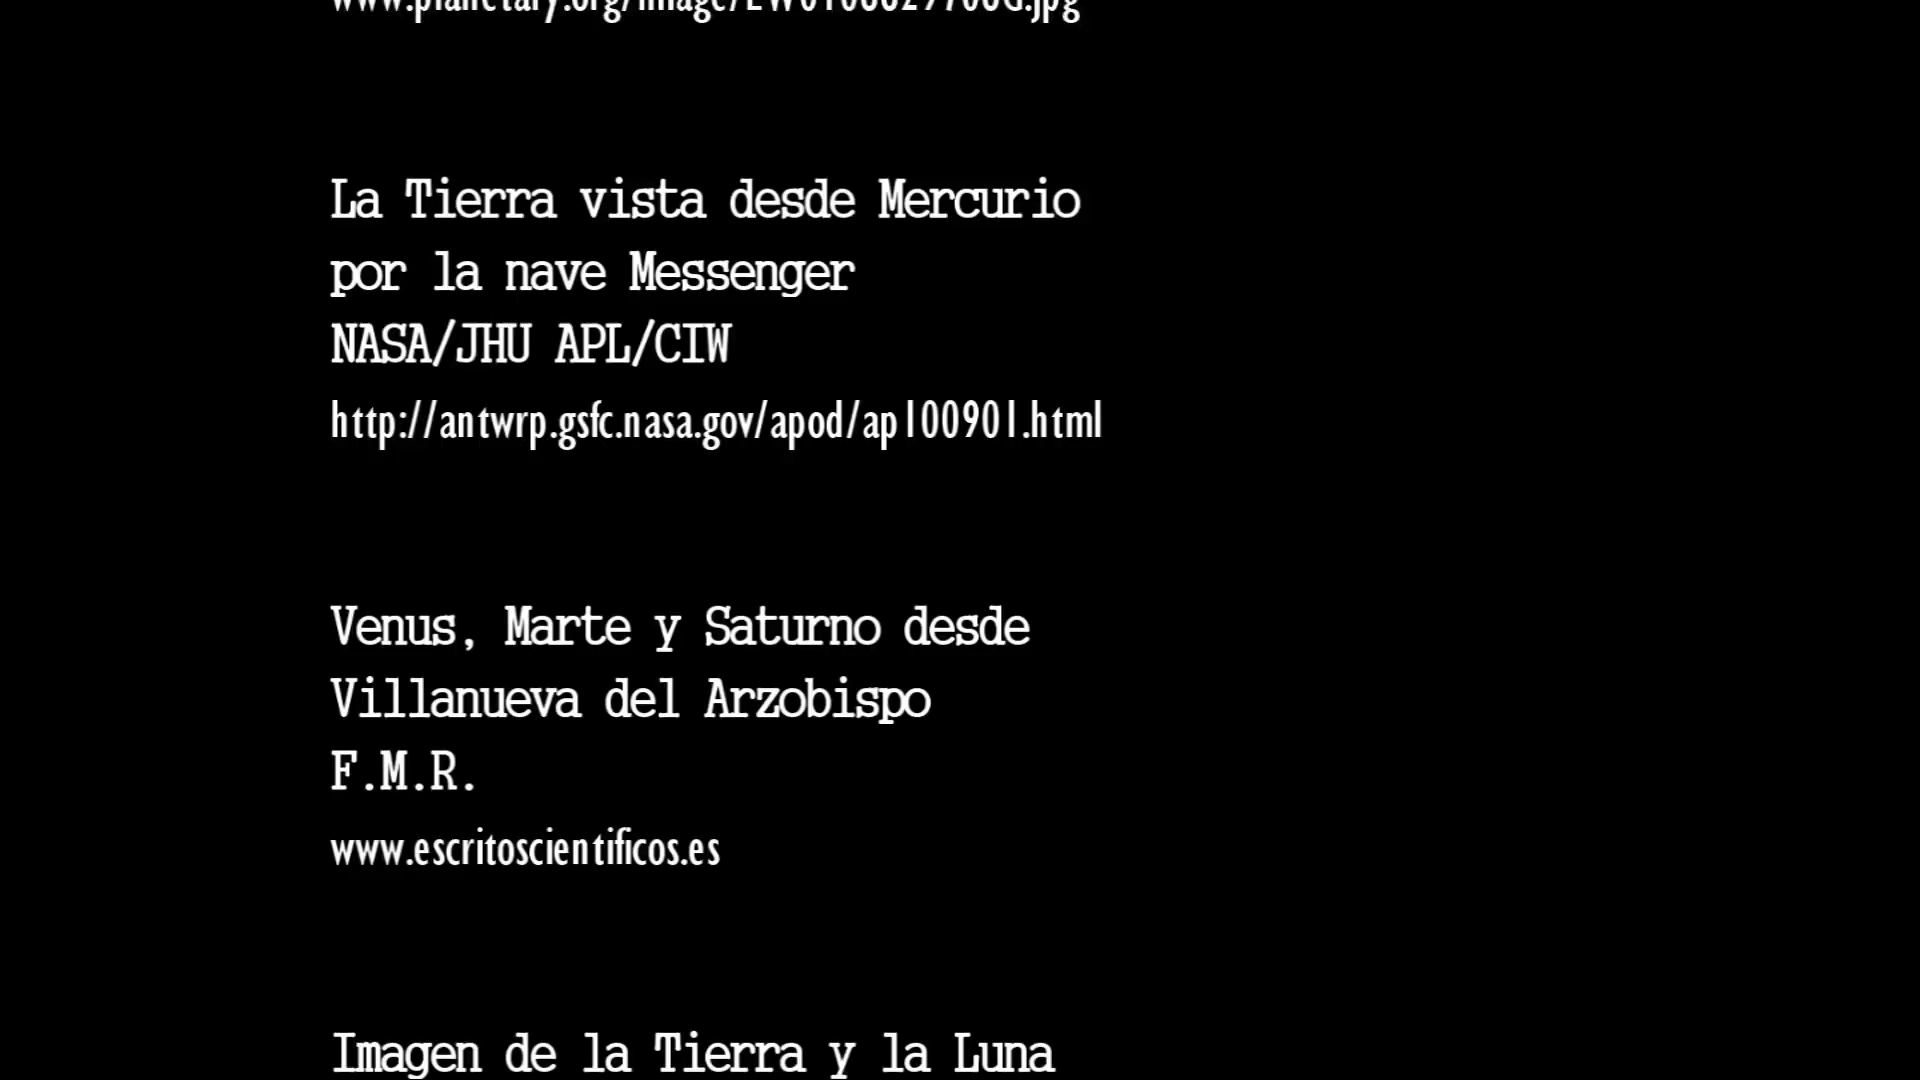 La Tierra vista desde Mercurio
por la nave Messenger
NASA/JHU APL/CIW
http://antwrp.gsfc.nasa.gov/apod/ap100901.html
Venus, Marte y Saturno desde
Villanueva del Arzobispo
F.M.R.
www.escritoscientificos.es
Imagen de la Tierra y la Luna